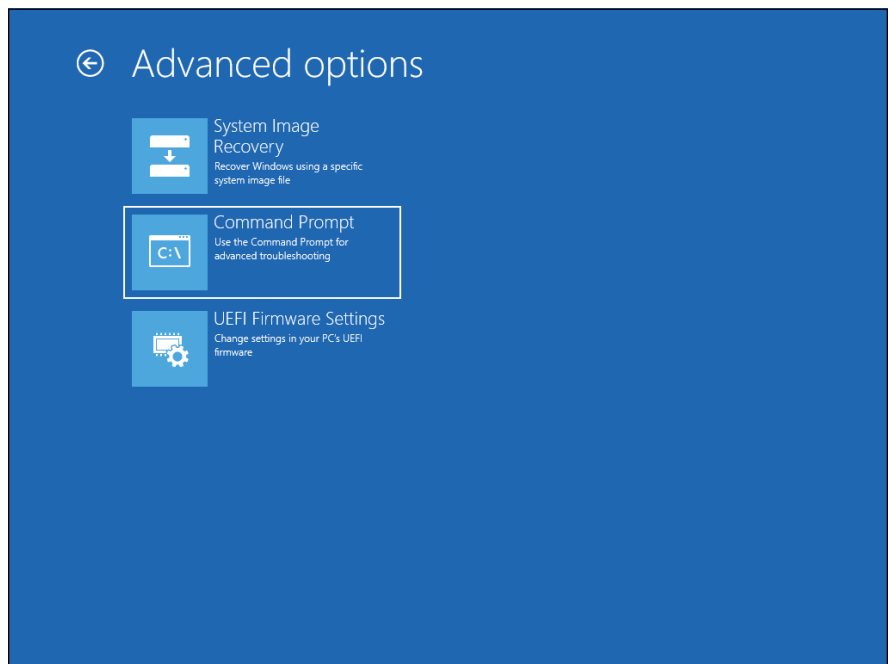 Advanced options
System Image
Recovery
Recover Windows using a specific
system image file
Command Prompt
Use the Command Prompt for
advanced troubleshooting
C:\
UEFI Firmware Settings
Change settings in your PC's UEFI
firmware